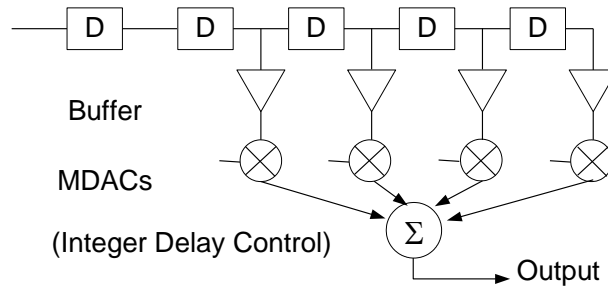 D D D D D
Buffer
MDACs
(Integer Delay Control)
Σ
Output